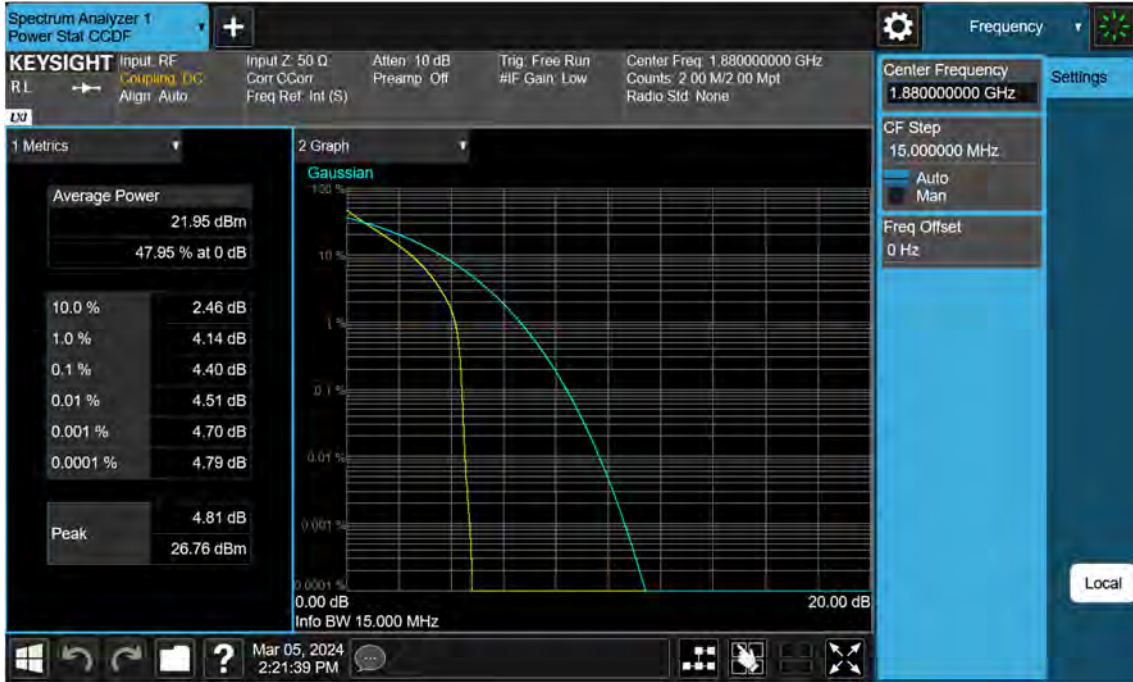 Spectrum Analyzer 1
Power Stat CCDF
Frequency
KEYSIGHT
RL
LXI
Input: RF
Coupling: DC
Align: Auto
Input Z: 50 Ω
Corr CCorr
Freq Ref: Int (S)
Atten: 10 dB
Preamp: Off
Trig: Free Run
#IF Gain: Low
Center Freq: 1.880000000 GHz
Counts: 2.00 M/2.00 Mpt
Radio Std: None
Center Frequency
1.880000000 GHz
Settings
CF Step
15.000000 MHz
Auto
Man
Freq Offset
0 Hz
Local
1 Metrics
Average Power
21.95 dBm
47.95 % at 0 dB
10.0 % 2.46 dB
1.0 % 4.14 dB
0.1 % 4.40 dB
0.01 % 4.51 dB
0.001 % 4.70 dB
0.0001 % 4.79 dB
Peak
4.81 dB
26.76 dBm
2 Graph
Gaussian
100 %
10 %
1 %
0.1 %
0.01 %
0.001 %
0.0001 %
0.00 dB 20.00 dB
Info BW 15.000 MHz
Mar 05, 2024
2:21:39 PM